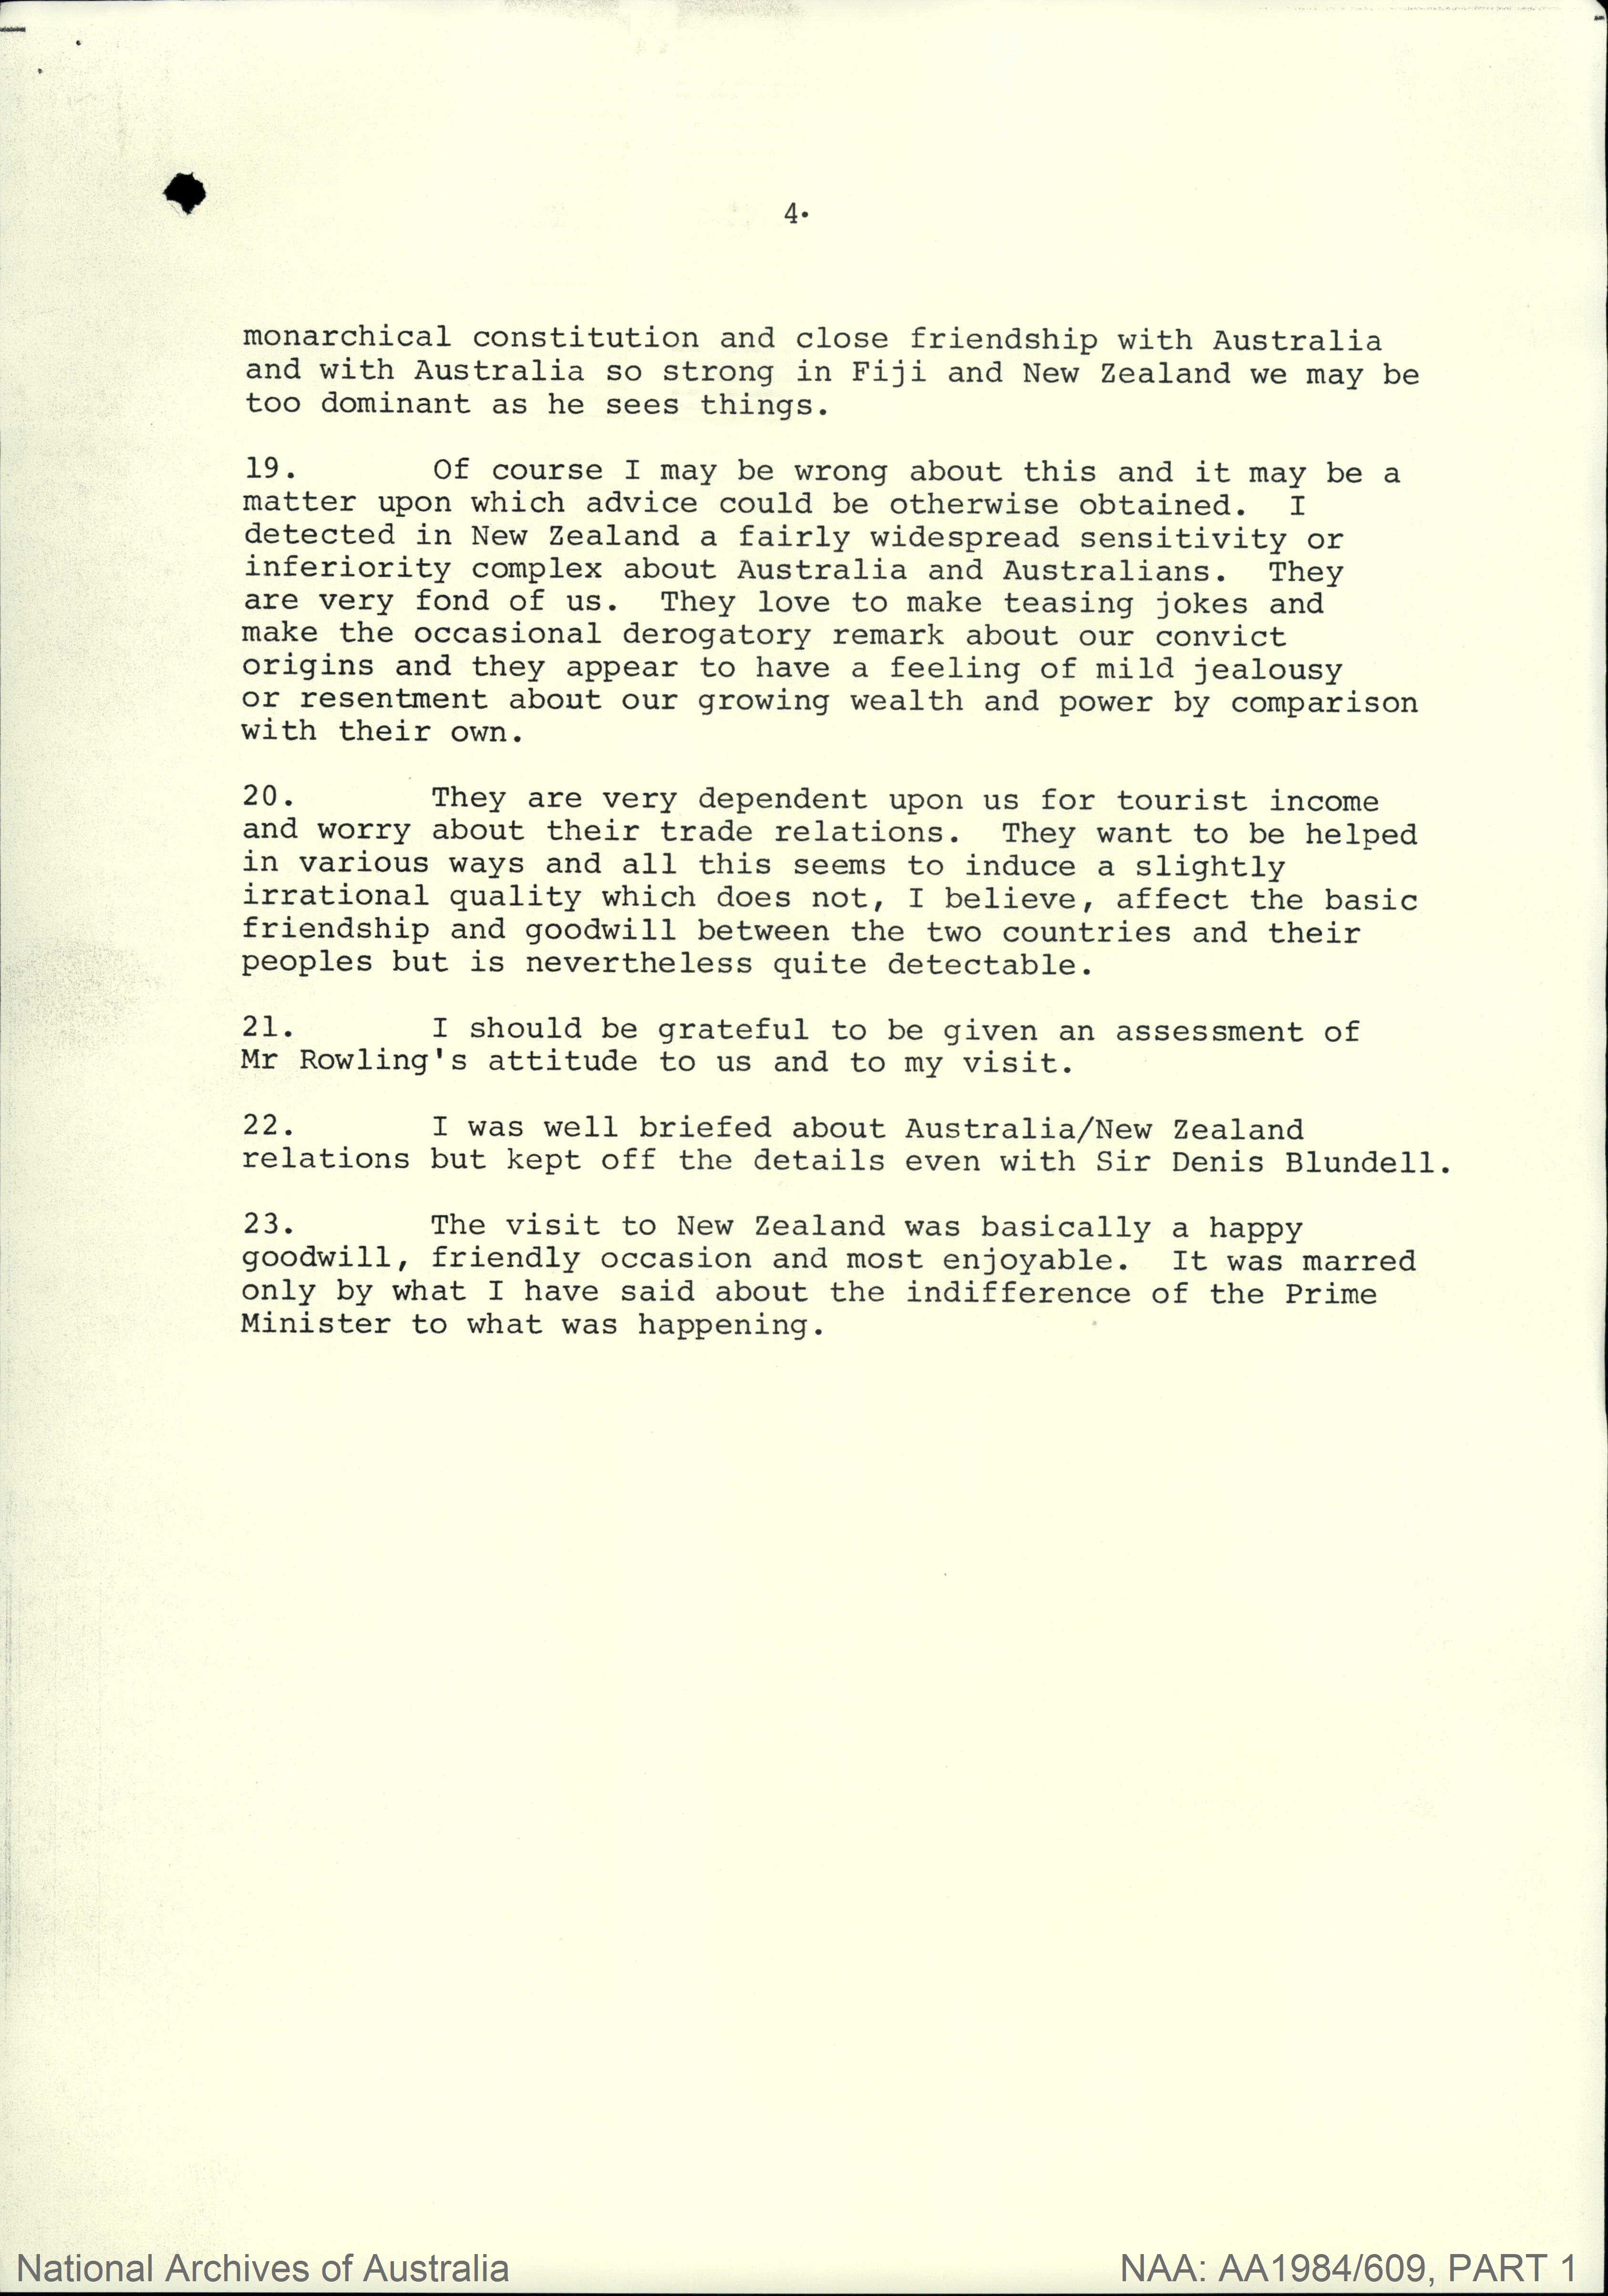 4.
monarchical constitution and close friendship with Australia
and with Australia so strong in Fiji and New Zealand we may be
too dominant as he sees things.
19. Of course I may be wrong about this and it may be a
matter upon which advice could be otherwise obtained. I
detected in New Zealand a fairly widespread sensitivity or
inferiority complex about Australia and Australians. They
are very fond of us. They love to make teasing jokes and
make the occasional derogatory remark about our convict
origins and they appear to have a feeling of mild jealousy
or resentment about our growing wealth and power by comparison
with their own.
20. They are very dependent upon us for tourist income
and worry about their trade relations. They want to be helped
in various ways and all this seems to induce a slightly
irrational quality which does not, I believe, affect the basic
friendship and goodwill between the two countries and their
peoples but is nevertheless quite detectable.
21. I should be grateful to be given an assessment of
Mr Rowling's attitude to us and to my visit.
22. I was well briefed about Australia/New Zealand
relations but kept off the details even with Sir Denis Blundell.
23. The visit to New Zealand was basically a happy
goodwill, friendly occasion and most enjoyable. It was marred
only by what I have said about the indifference of the Prime
Minister to what was happening.
National Archives of Australia
NAA: AA1984/609, PART 1